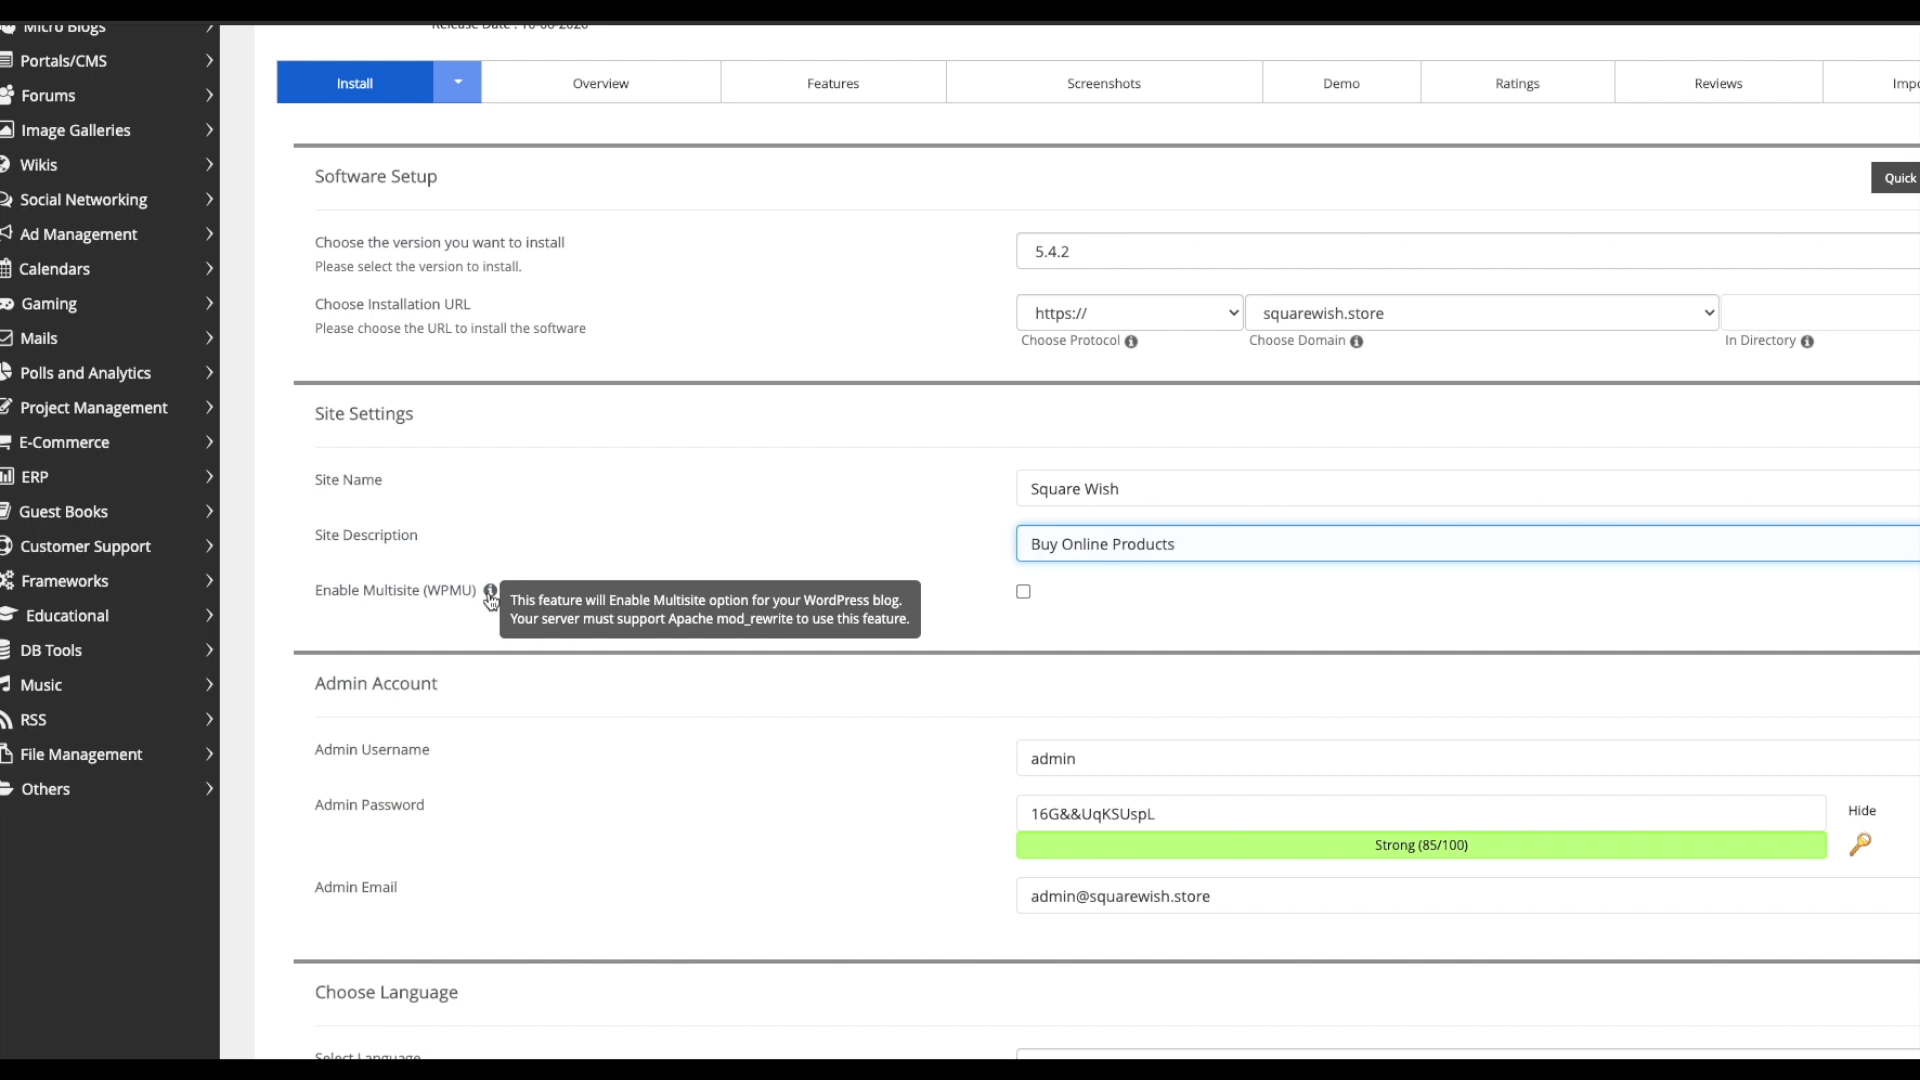 Micro Blogs
Portals/CMS
Forums
Image Galleries
Wikis
Social Networking
Ad Management
Calendars
Gaming
Mails
Polls and Analytics
Project Management
E-Commerce
ERP
Guest Books
Customer Support
Frameworks
Educational
DB Tools
Music
RSS
File Management
Others
Install
Overview
Features
Screenshots
Demo
Ratings
Reviews
Impo
Software Setup
Quick
Choose the version you want to install
Please select the version to install.
5.4.2
Choose Installation URL
Please choose the URL to install the software
https://
squarewish.store
Choose Protocol
Choose Domain
In Directory
Site Settings
Site Name
Square Wish
Site Description
Buy Online Products
Enable Multisite (WPMU)
This feature will Enable Multisite option for your WordPress blog.
Your server must support Apache mod_rewrite to use this feature.
Admin Account
Admin Username
admin
Admin Password
16G&&UqKSUspL
Hide
Strong (85/100)
Admin Email
admin@squarewish.store
Choose Language
Select Language